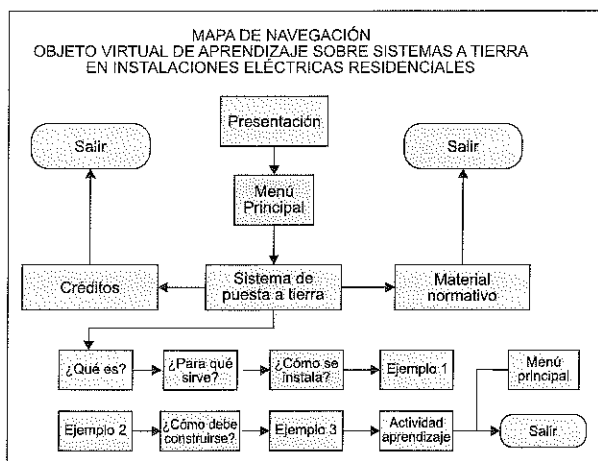 MAPA DE NAVEGACIÓN
OBJETO VIRTUAL DE APRENDIZAJE SOBRE SISTEMAS A TIERRA
EN INSTALACIONES ELÉCTRICAS RESIDENCIALES
Presentación
Salir
Salir
Menú
Principal
Créditos
Sistema de
puesta a tierra
Material
normativo
¿Qué es?
¿Para qué
sirve?
¿Cómo se
instala?
Ejemplo 1
Menú
principal
Ejemplo 2
¿Cómo debe
construirse?
Ejemplo 3
Actividad
aprendizaje
Salir